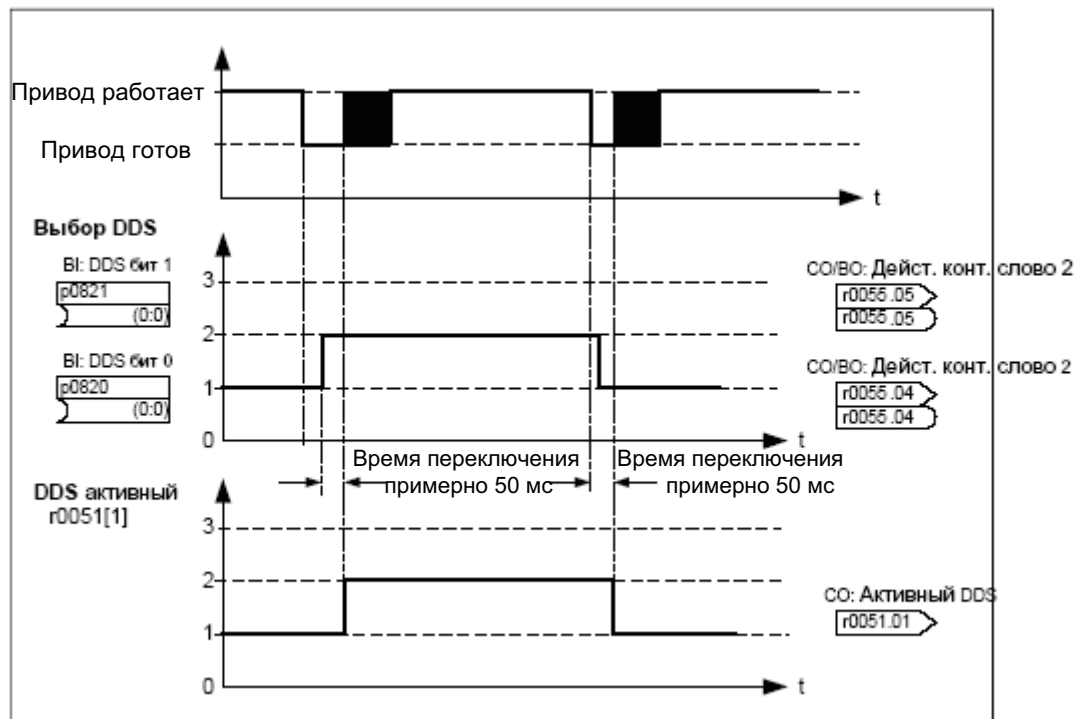 Привод работает
Привод готов
t
Выбор DDS
BI: DDS бит 1
p0821
(0:0)
BI: DDS бит 0
p0820
(0:0)
3
2
1
0
t
CO/BO: Дейст. конт. слово 2
r0055 .05
r0055 .05
CO/BO: Дейст. конт. слово 2
r0055 .04
r0055 .04
Время переключения
примерно 50 мс
Время переключения
примерно 50 мс
DDS активный
r0051[1]
3
2
1
0
t
CO: Активный DDS
r0051.01